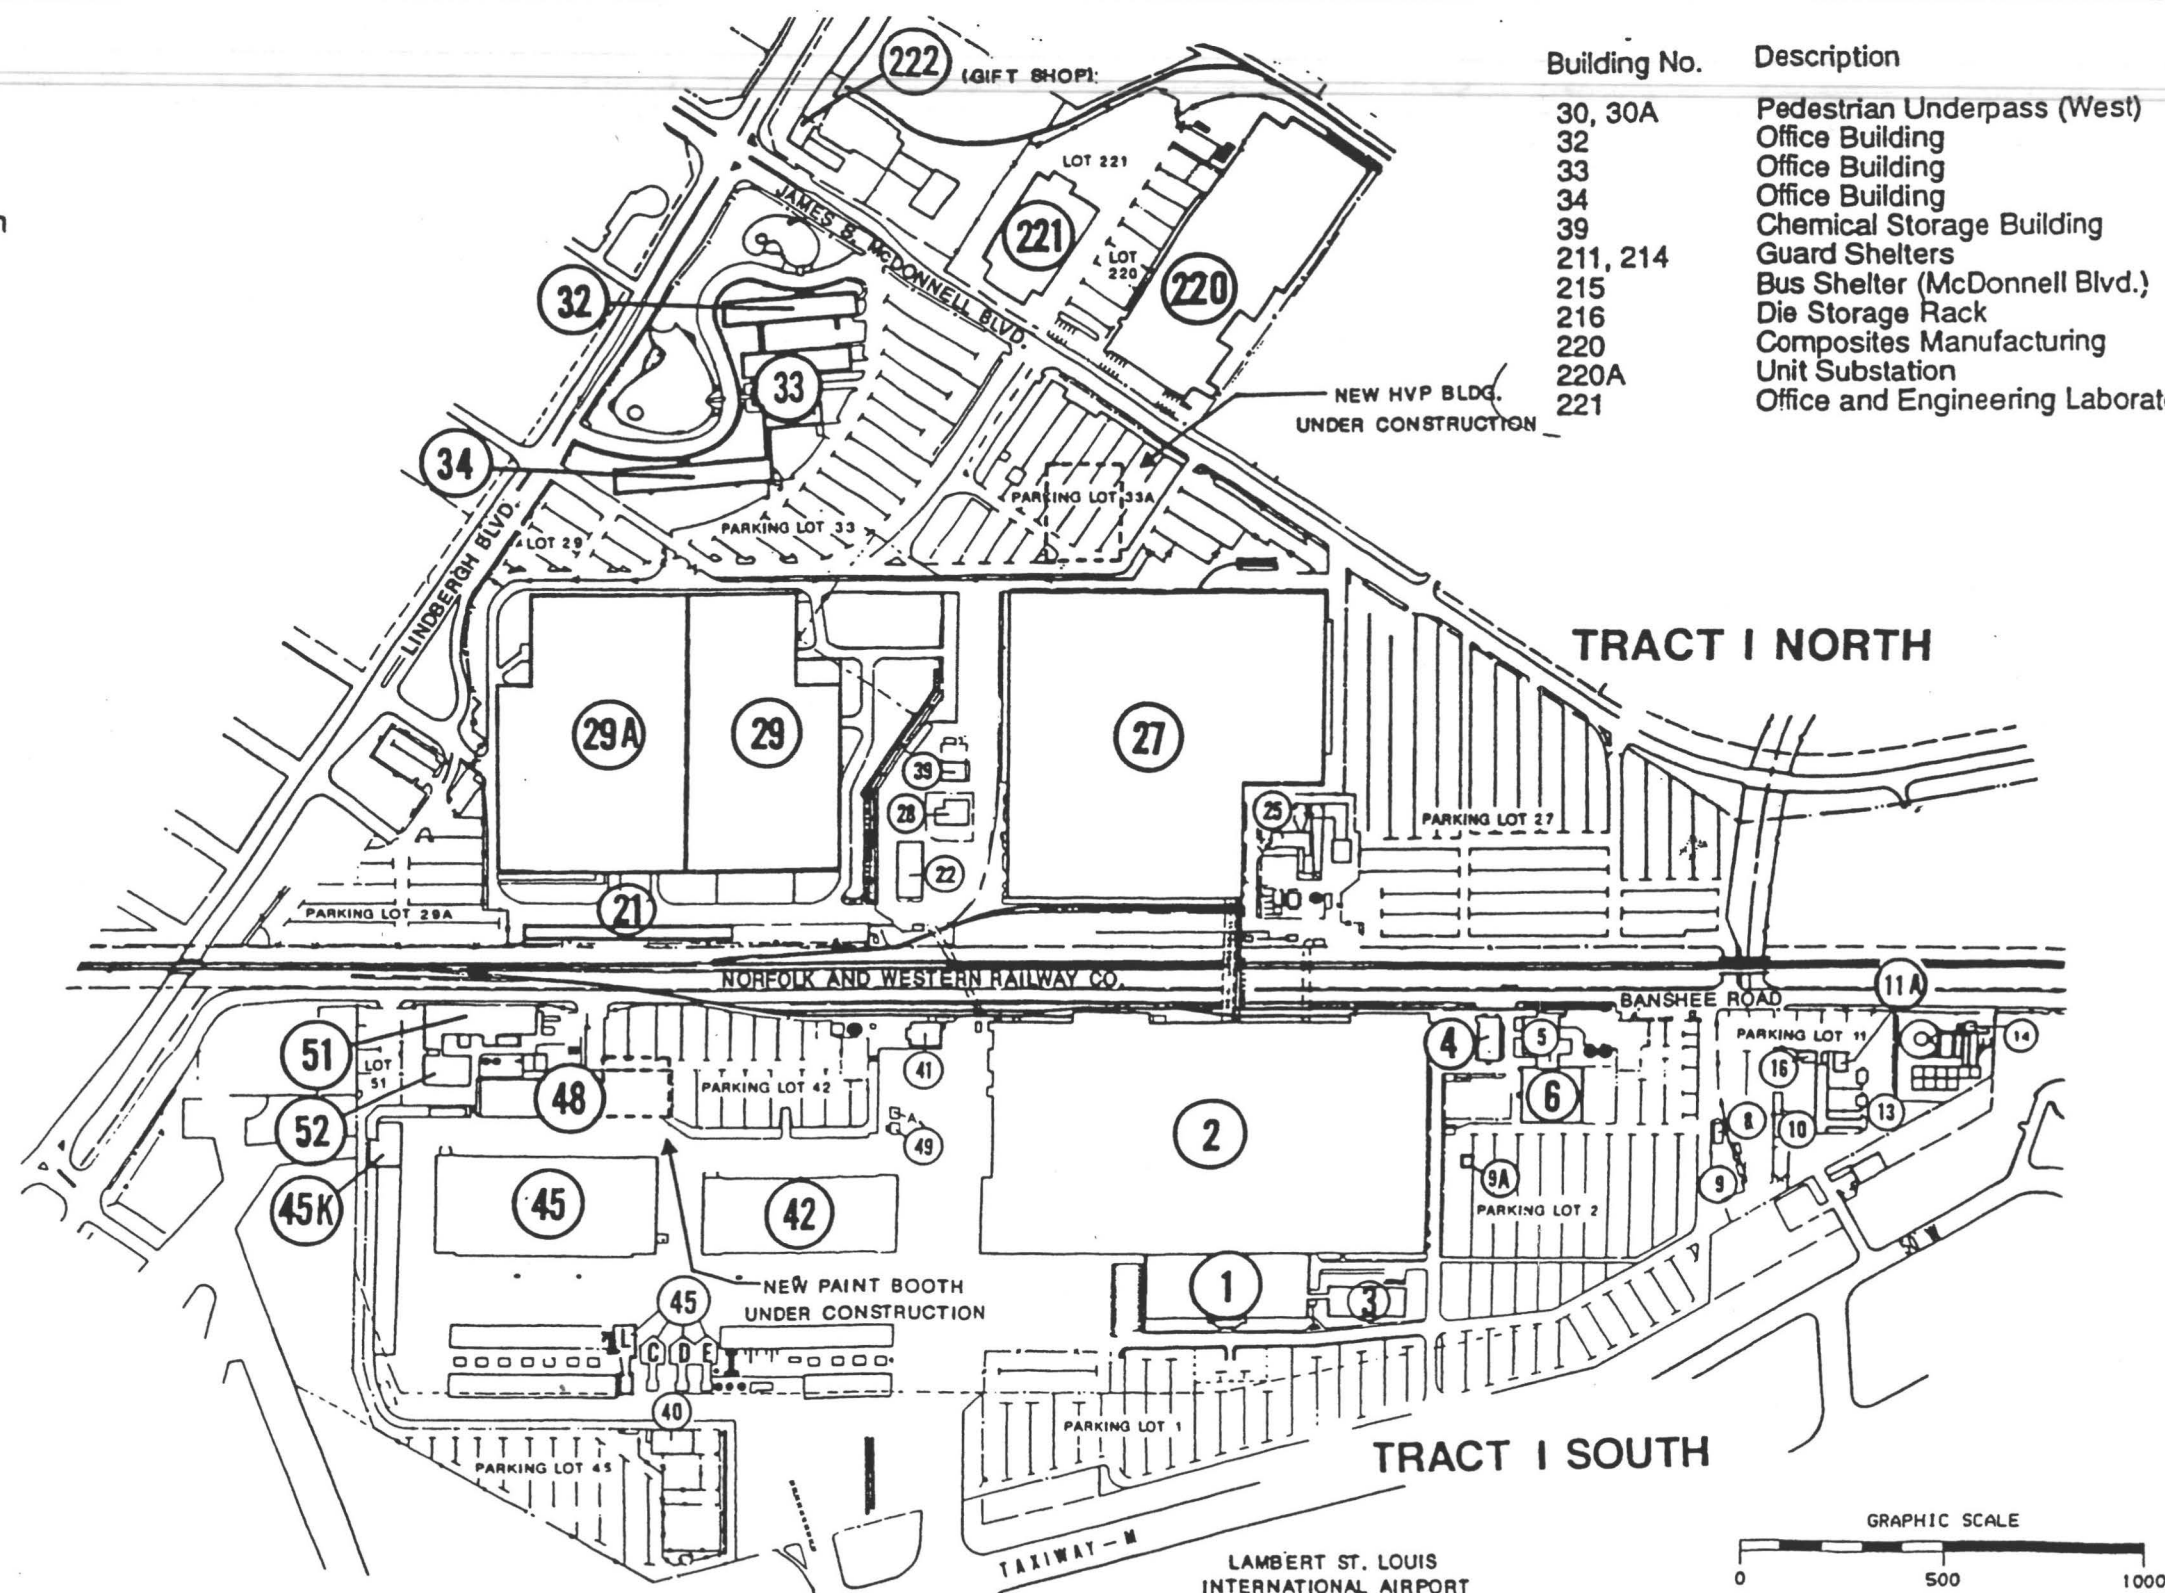 222 (GIFT SHOP):
Building No. Description
30, 30A Pedestrian Underpass (West)
32 Office Building
33 Office Building
34 Office Building
39 Chemical Storage Building
211, 214 Guard Shelters
215 Bus Shelter (McDonnell Blvd.)
216 Die Storage Rack
220 Composites Manufacturing
220A Unit Substation
221 Office and Engineering Laborat
LOT 221
JAMES S. McDONNELL BLVD.
221
LOT
220
220
32
33
NEW HVP BLDG.
UNDER CONSTRUCTION
34
PARKING LOT 33A
PARKING LOT 33
LOT 29
LINDBERGH BLVD.
TRACT I NORTH
29A
29
27
39
28
25
PARKING LOT 27
22
21
PARKING LOT 29A
NORFOLK AND WESTERN RAILWAY CO.
BANSHEE ROAD
11A
51
LOT
51
4
5
PARKING LOT 11
14
41
16
PARKING LOT 42
52
48
6
13
A
49
2
8
10
9A
9
45K
45
42
PARKING LOT 2
NEW PAINT BOOTH
UNDER CONSTRUCTION
45
1
3
L
C D E
40
PARKING LOT 1
PARKING LOT 45
TRACT I SOUTH
TAXIWAY-M
LAMBERT ST. LOUIS
INTERNATIONAL AIRPORT
GRAPHIC SCALE
0 500 1000